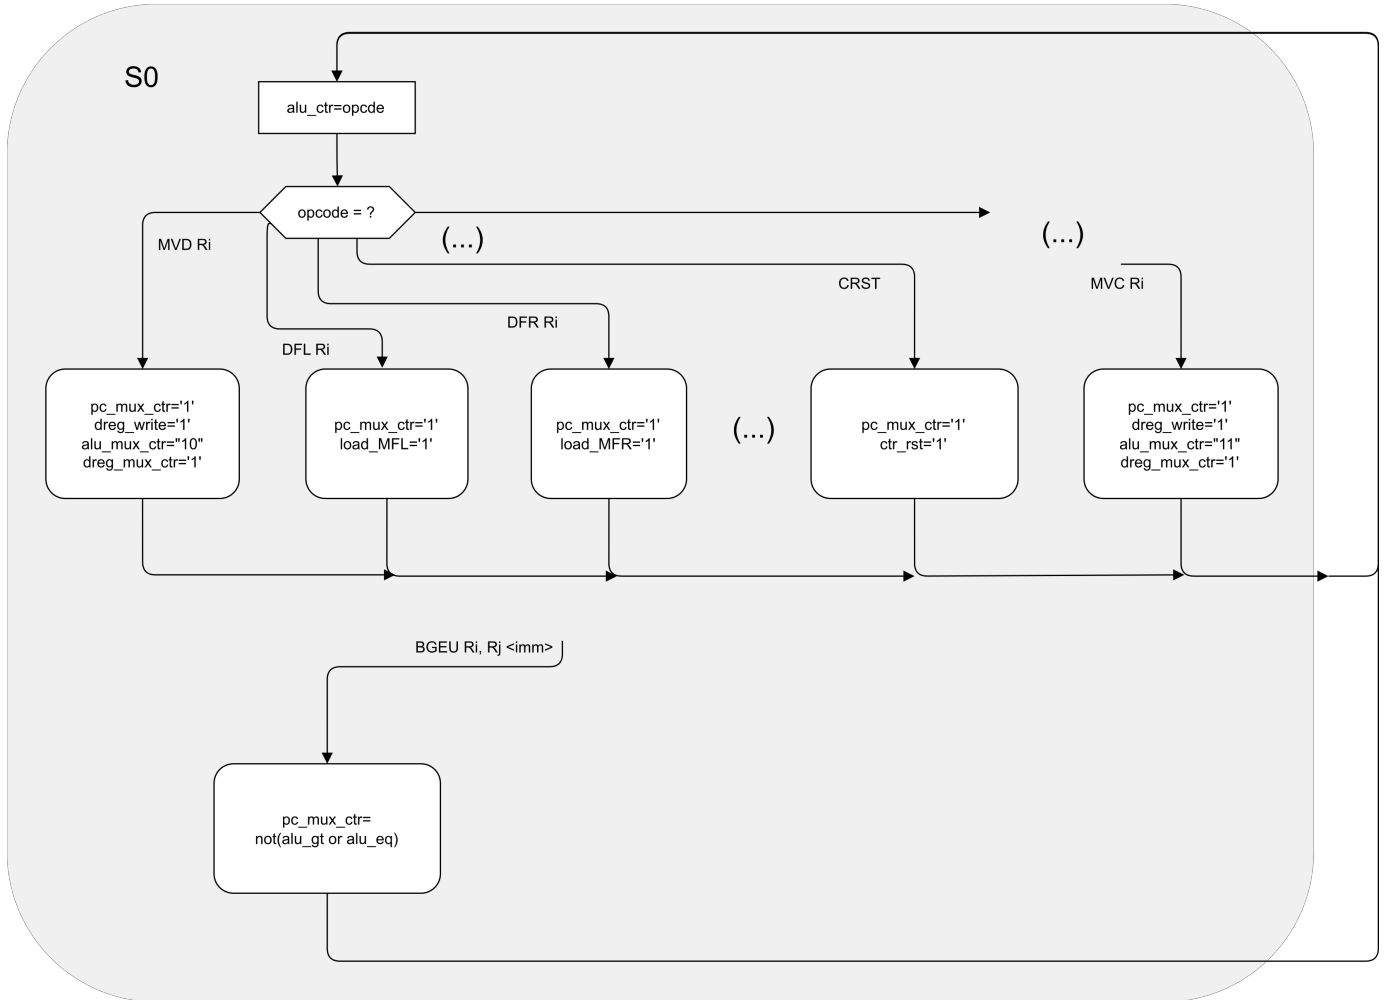 S0
alu_ctr=opcde
opcode = ?
MVD Ri
(...)
(...)
CRST
MVC Ri
DFR Ri
DFL Ri
pc_mux_ctr='1'
dreg_write='1'
alu_mux_ctr="10"
dreg_mux_ctr='1'
pc_mux_ctr='1'
load_MFL='1'
pc_mux_ctr='1'
load_MFR='1'
(...)
pc_mux_ctr='1'
ctr_rst='1'
pc_mux_ctr='1'
dreg_write='1'
alu_mux_ctr="11"
dreg_mux_ctr='1'
BGEU Ri, Rj <imm>
pc_mux_ctr=
not(alu_gt or alu_eq)